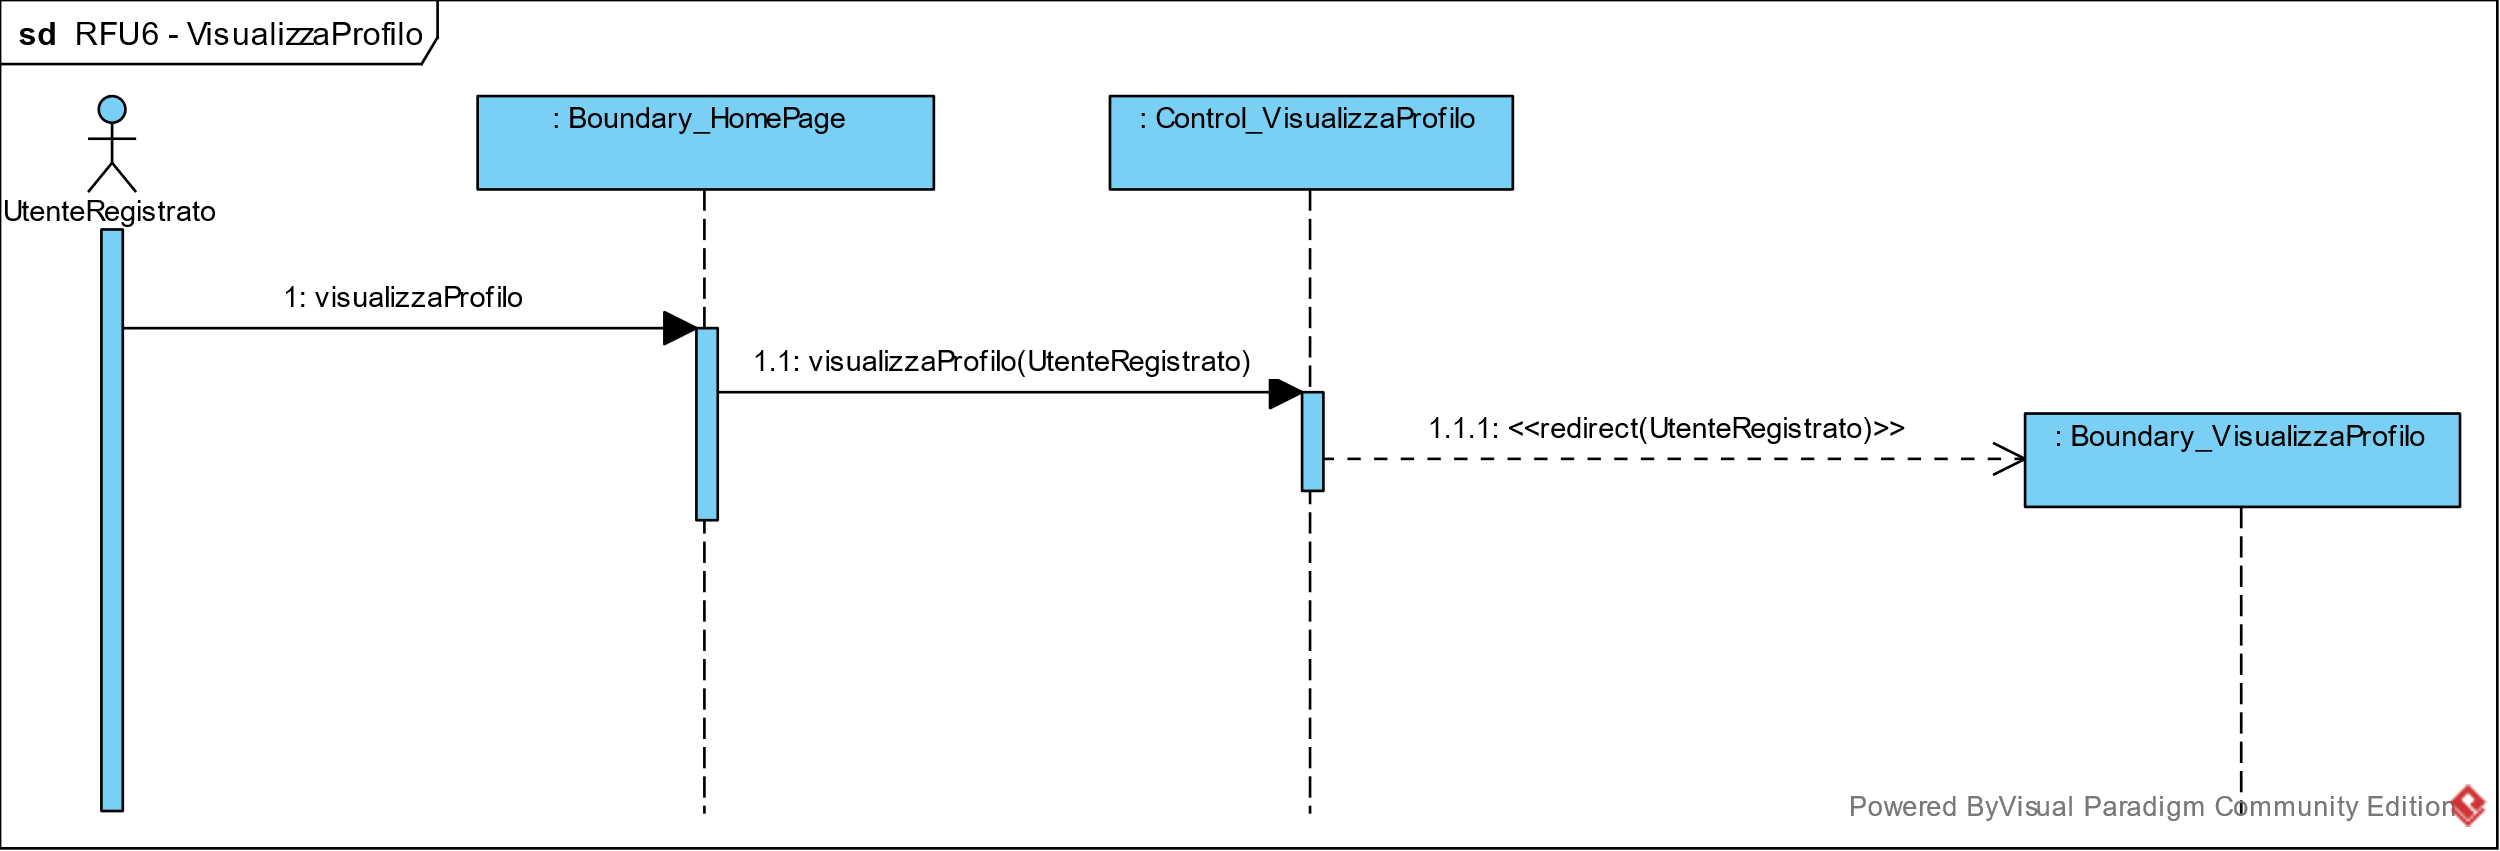 sd RFU6 - VisualizzaProfilo
: Boundary_HomePage
: Control_VisualizzaProfilo
UtenteRegistrato
1: visualizzaProfilo
1.1: visualizzaProfilo(UtenteRegistrato)
1.1.1: <<redirect(UtenteRegistrato)>>
: Boundary_VisualizzaProfilo
Powered ByVisual Paradigm Community Edition